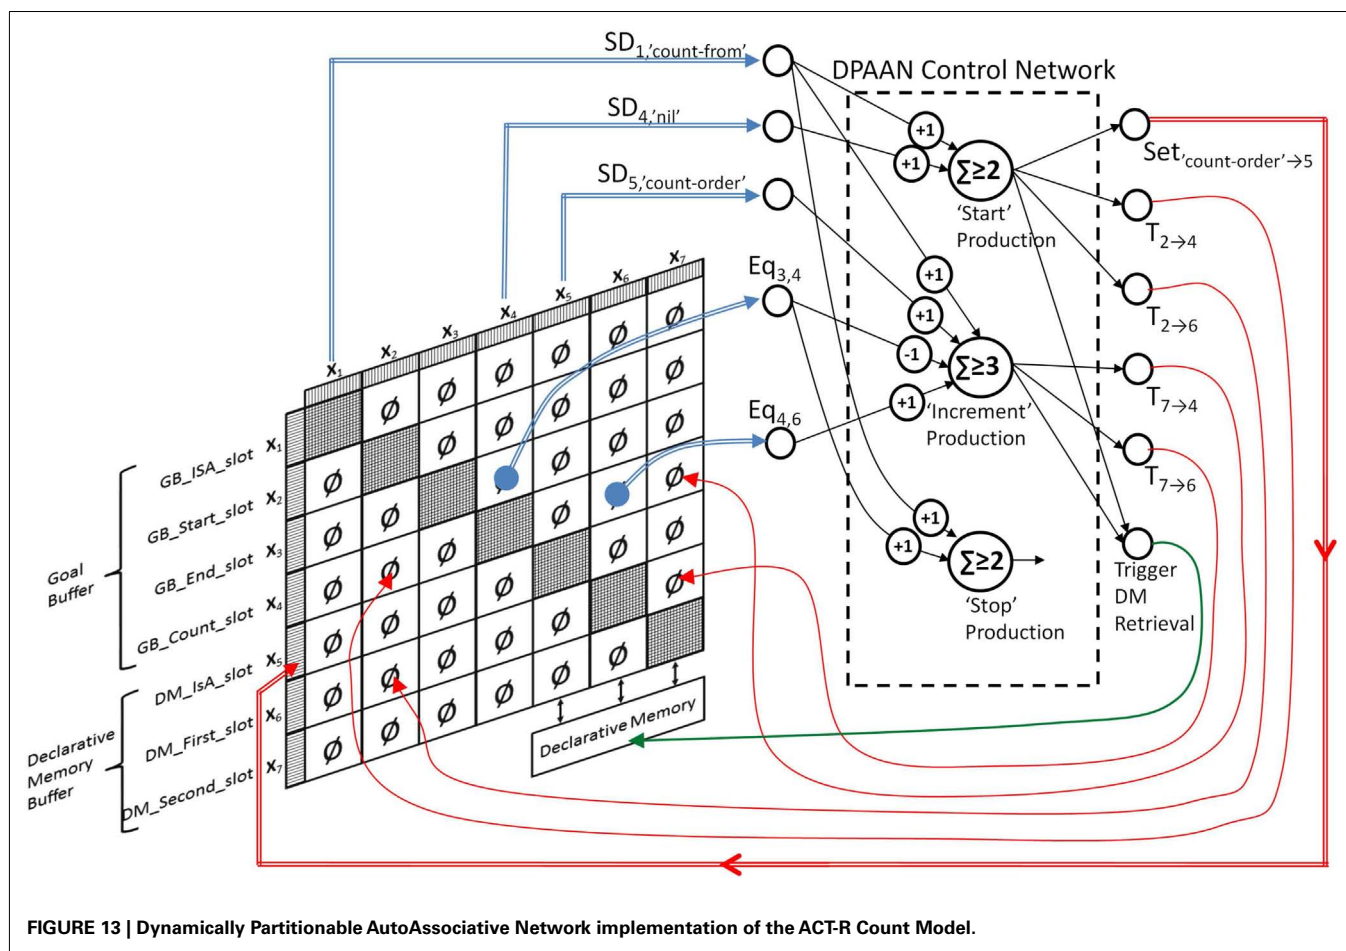 SD1,'count-from'
SD4,'nil'
SD5,'count-order'
Eq3,4
Eq4,6
DPAAN Control Network
+1
+1
∑≥2
'Start'
Production
+1
+1
-1
+1
∑≥3
'Increment'
Production
+1
+1
∑≥2
'Stop'
Production
Set'count-order'→5
T2→4
T2→6
T7→4
T7→6
Trigger
DM
Retrieval
x1 x2 x3 x4 x5 x6 x7
Ø Ø Ø Ø Ø Ø
Ø Ø Ø Ø Ø Ø
Ø Ø Ø Ø Ø
Ø Ø Ø Ø Ø
Ø Ø Ø Ø Ø Ø
Ø Ø Ø Ø Ø Ø
Ø Ø Ø Ø Ø Ø
Goal
Buffer
GB_ISA_slot x1
GB_Start_slot x2
GB_End_slot x3
GB_Count_slot x4
Declarative
Memory
Buffer
DM_IsA_slot x5
DM_First_slot x6
DM_Second_slot x7
Declarative Memory
FIGURE 13 | Dynamically Partitionable AutoAssociative Network implementation of the ACT-R Count Model.